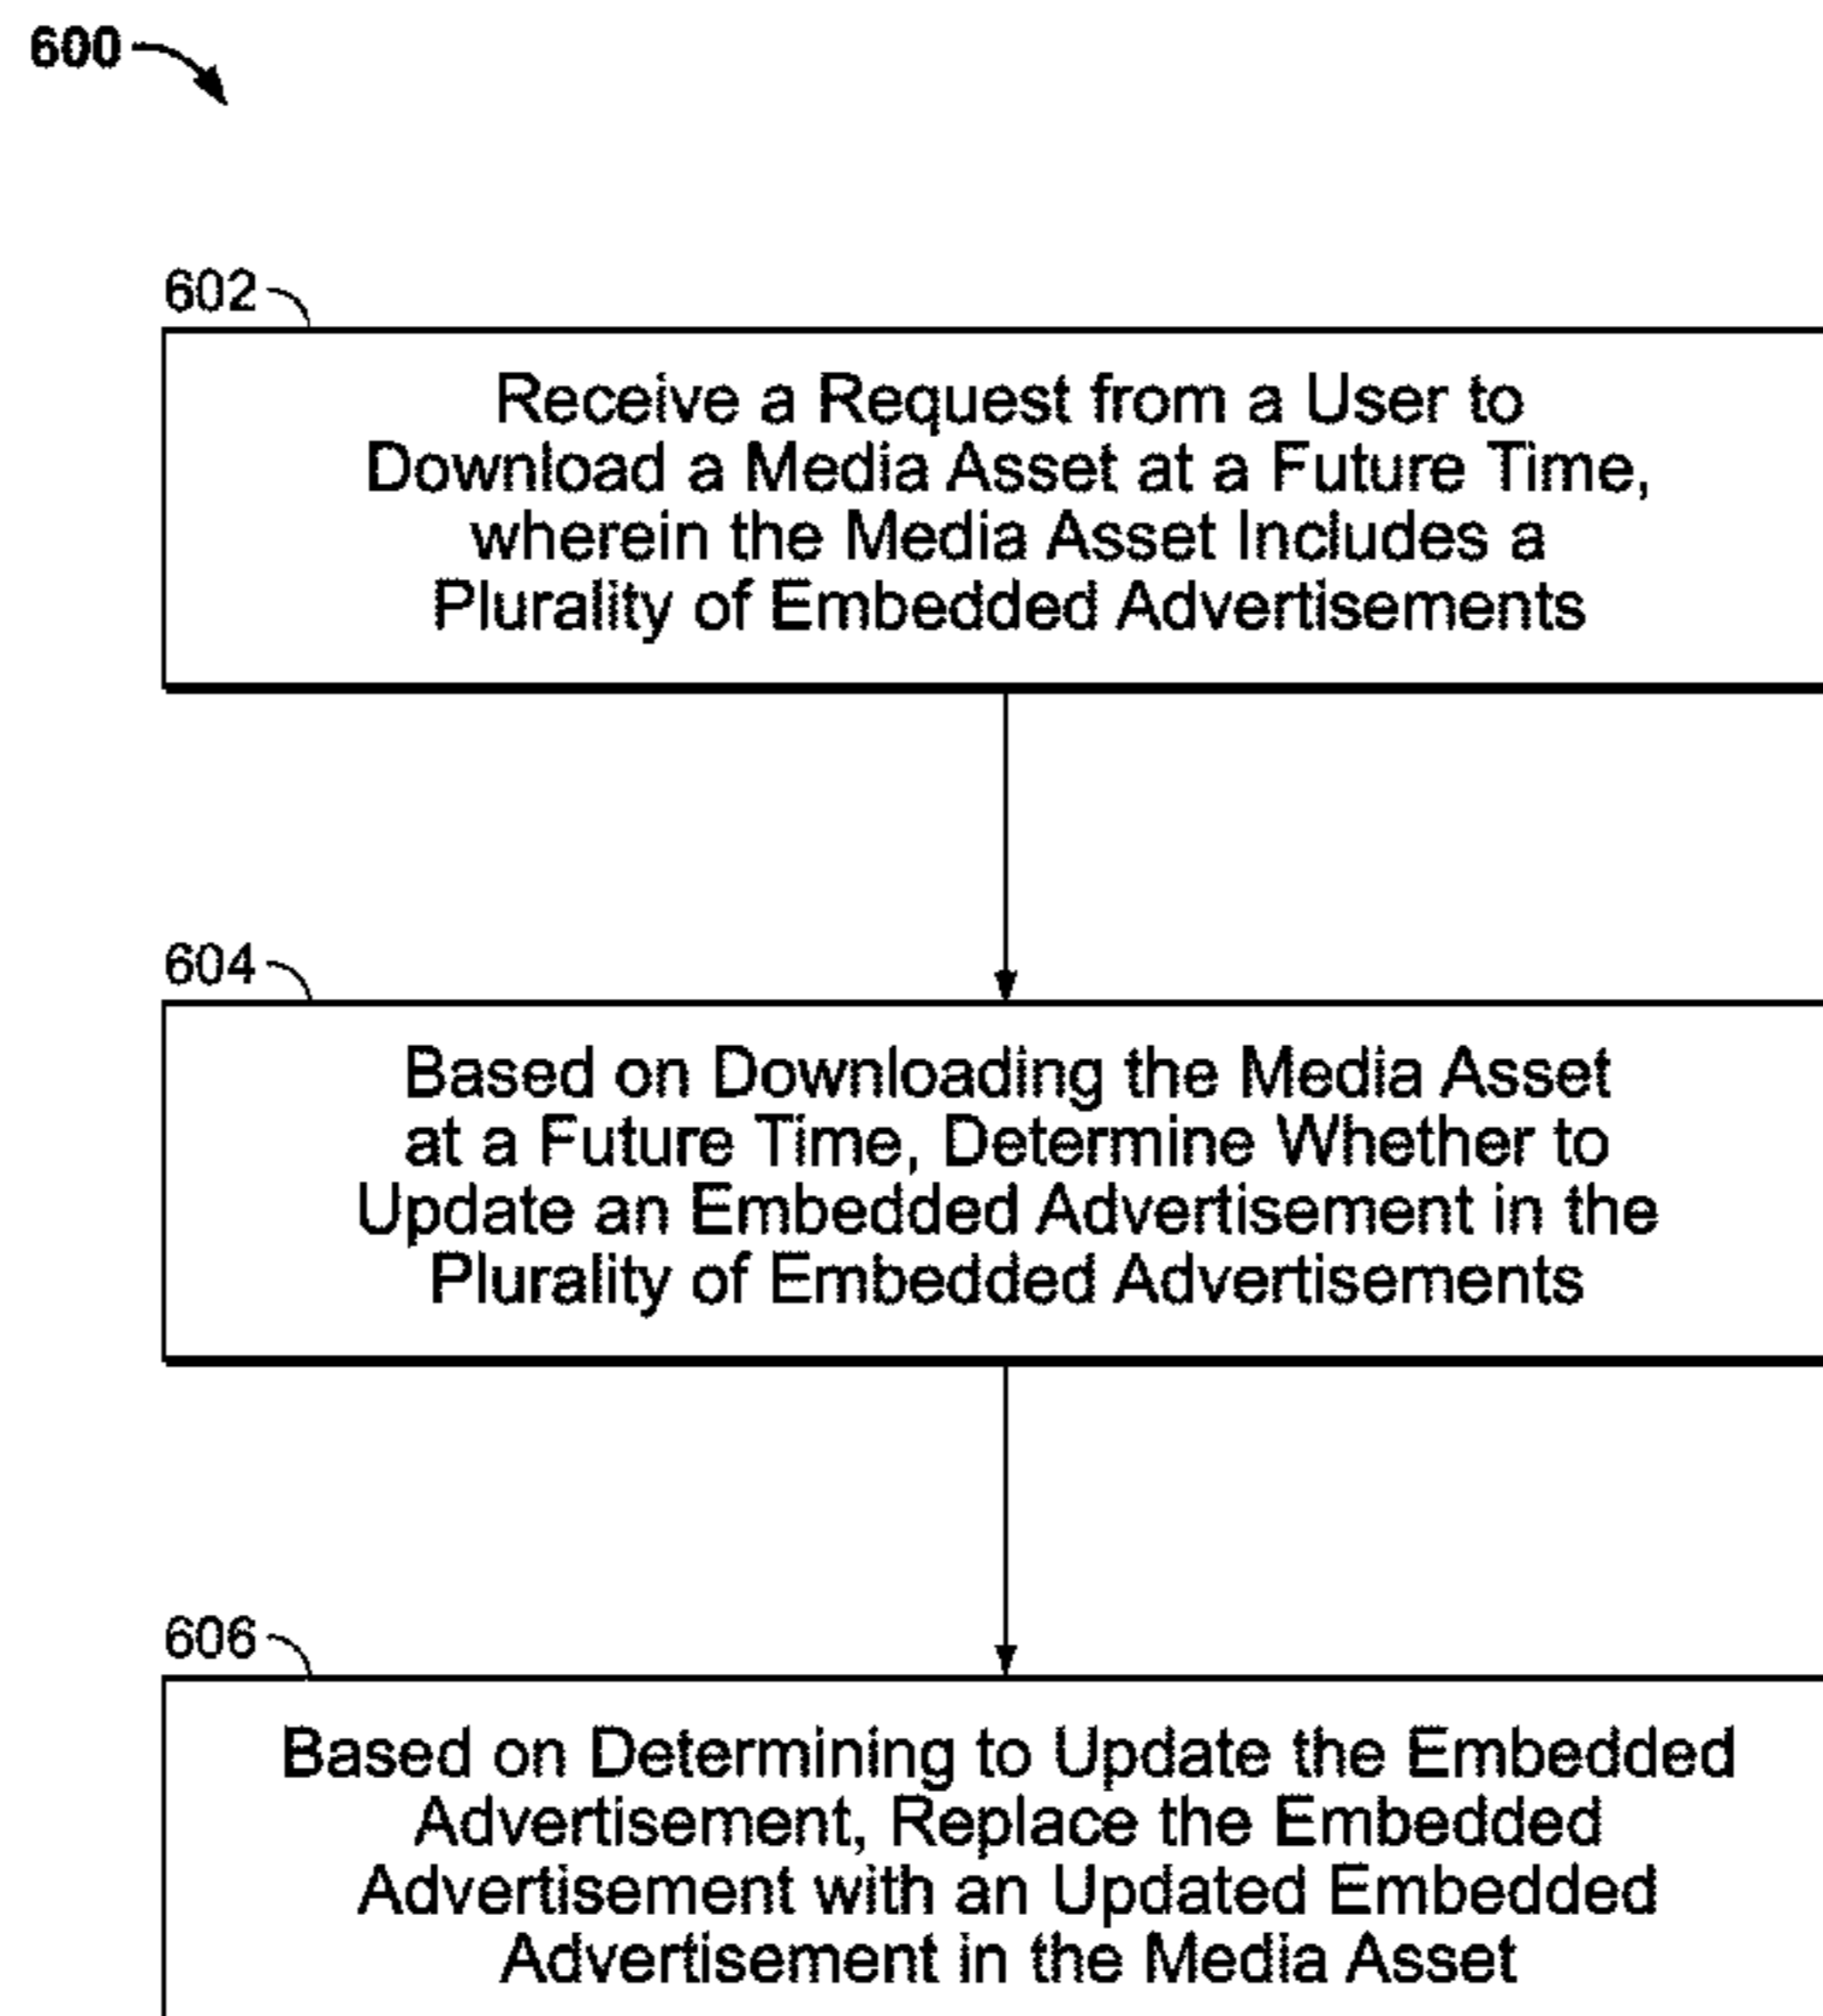 600
602
Receive a Request from a User to
Download a Media Asset at a Future Time,
wherein the Media Asset Includes a
Plurality of Embedded Advertisements
604
Based on Downloading the Media Asset
at a Future Time, Determine Whether to
Update an Embedded Advertisement in the
Plurality of Embedded Advertisements
606
Based on Determining to Update the Embedded
Advertisement, Replace the Embedded
Advertisement with an Updated Embedded
Advertisement in the Media Asset